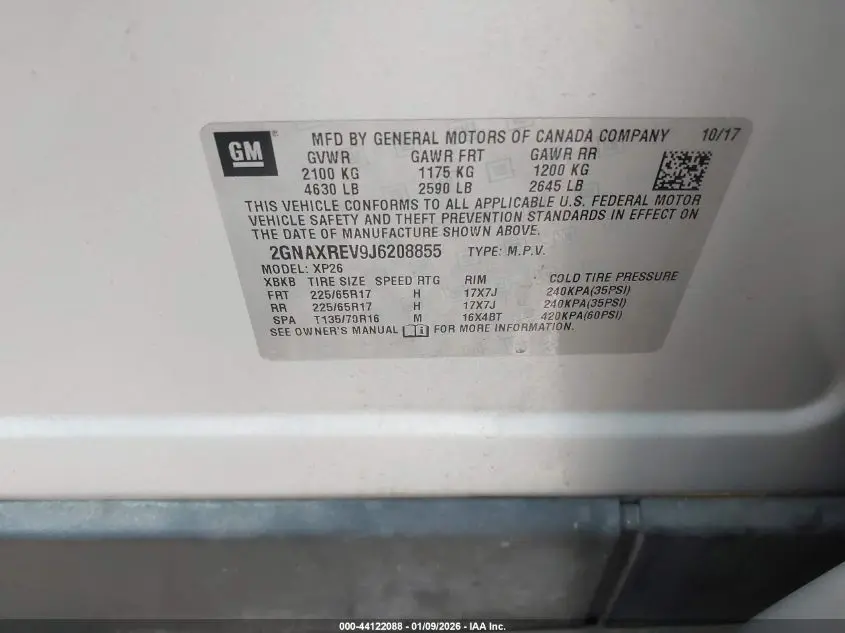 GM ® MFD BY GENERAL MOTORS OF CANADA COMPANY 10/17
GVWR GAWR FRT GAWR RR
2100 KG 1175 KG 1200 KG
4630 LB 2590 LB 2645 LB
THIS VEHICLE CONFORMS TO ALL APPLICABLE U.S. FEDERAL MOTOR
VEHICLE SAFETY AND THEFT PREVENTION STANDARDS IN EFFECT ON
THE DATE OF MANUFACTURE SHOWN ABOVE.
2GNAXREV9J6208855 TYPE: M.P.V.
MODEL: XP26
XBKB TIRE SIZE SPEED RTG RIM COLD TIRE PRESSURE
FRT 225/65R17 H 17X7J 240KPA(35PSI)
RR 225/65R17 H 17X7J 240KPA(35PSI)
SPA T135/70R16 M 16X4BT 420KPA(60PSI)
SEE OWNER'S MANUAL FOR MORE INFORMATION.
000-44122088 - 01/09/2026 - IAA Inc.